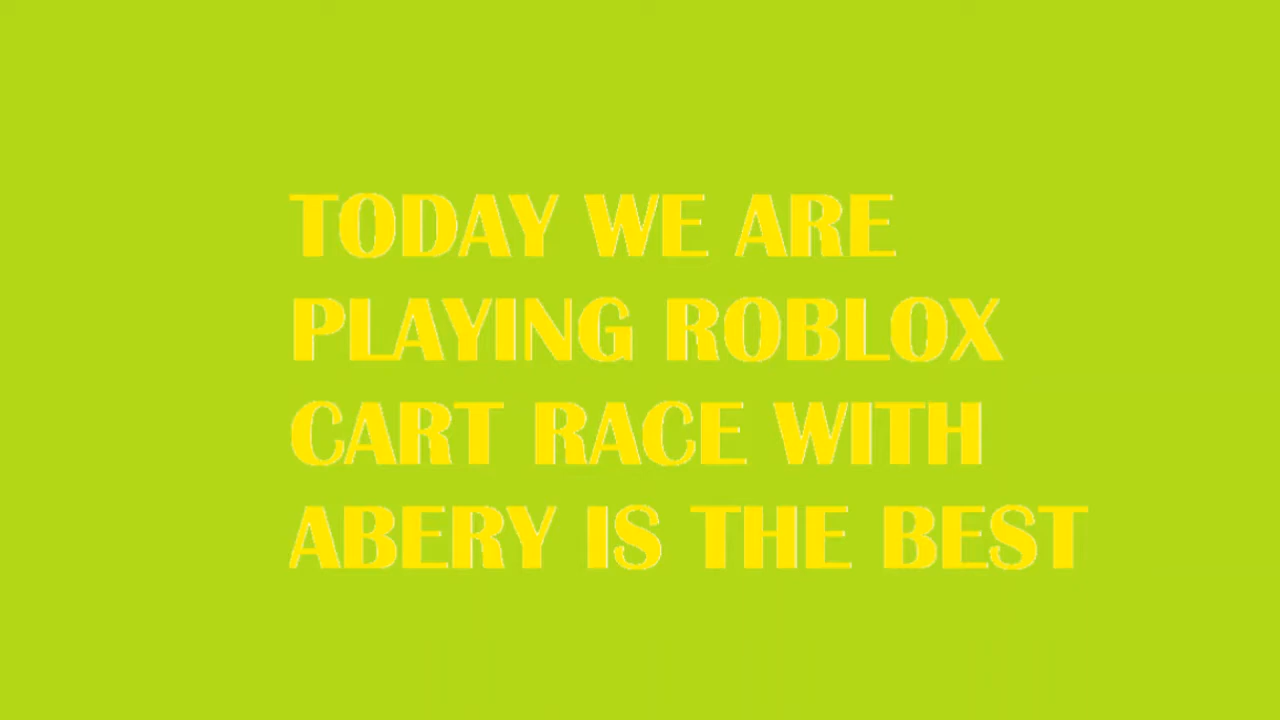 TODAY WE ARE
PLAYING ROBLOX
CART RACE WITH
ABERY IS THE BEST